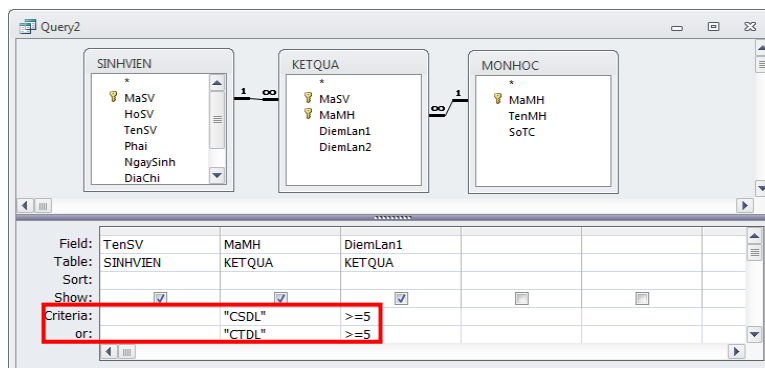 Query2
SINHVIEN
*
MaSV
HoSV
TenSV
Phai
NgaySinh
DiaChi
1 ∞
KETQUA
*
MaSV
MaMH
DiemLan1
DiemLan2
∞ 1
MONHOC
*
MaMH
TenMH
SoTC
Field: TenSV MaMH DiemLan1
Table: SINHVIEN KETQUA KETQUA
Sort:
Show:
Criteria: "CSDL" >=5
or: "CTDL" >=5